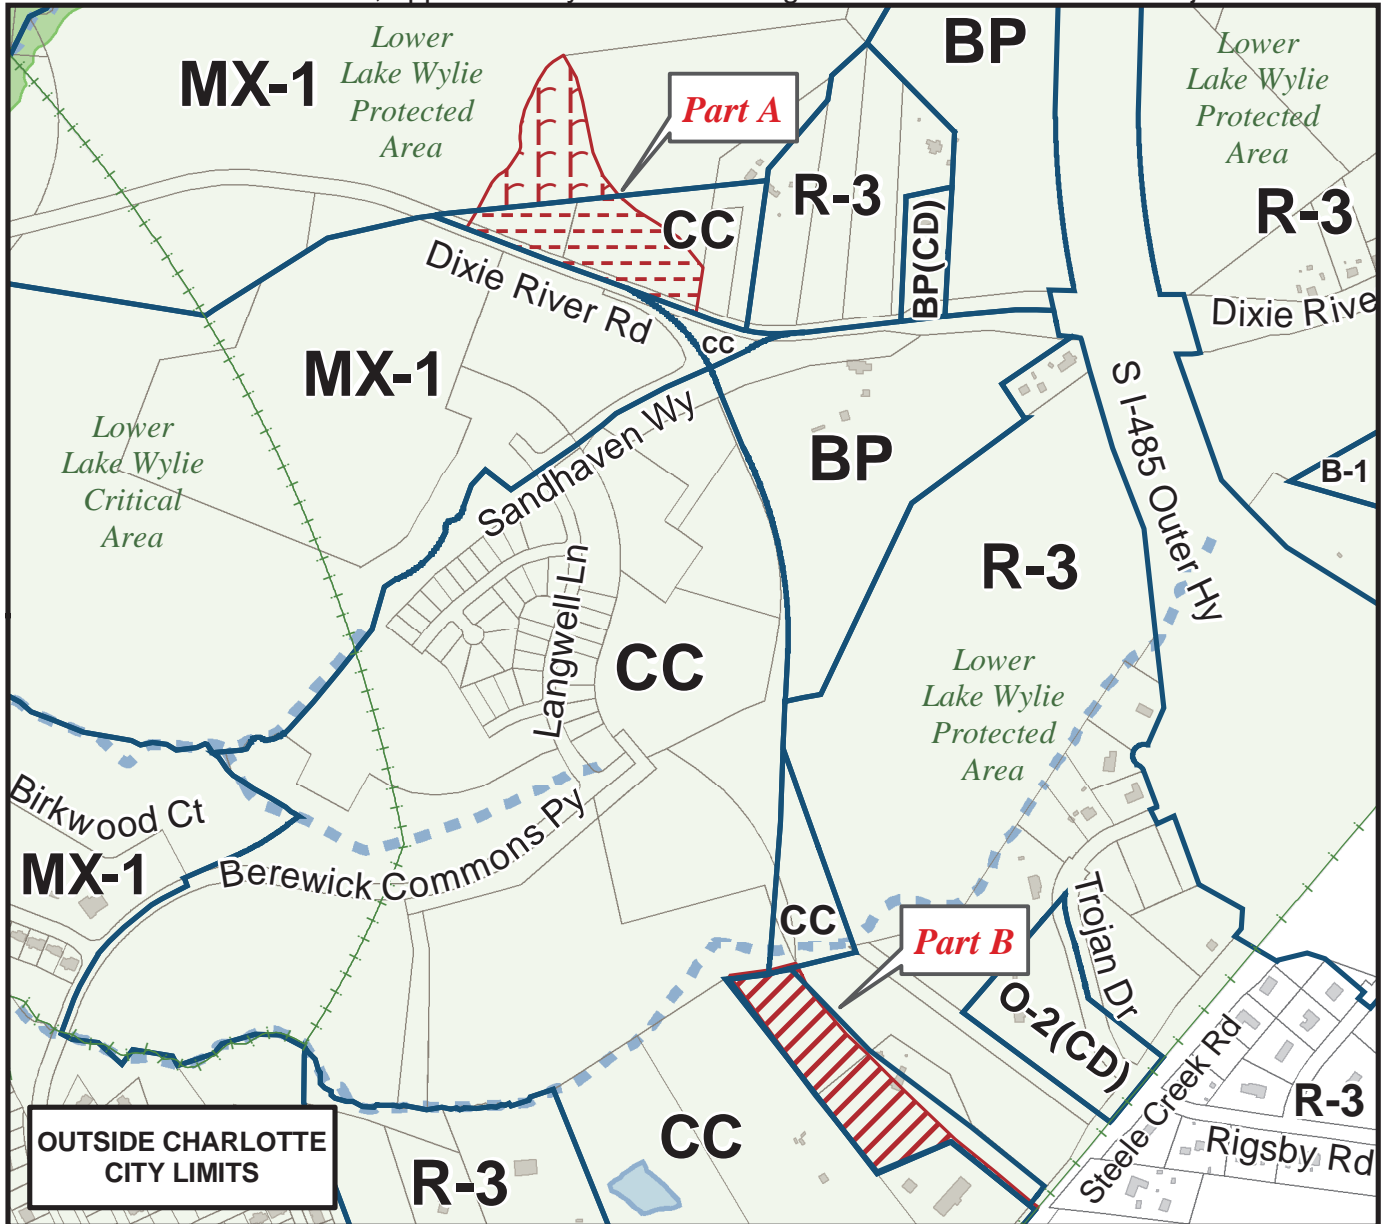 MX-1
Lower
Lake Wylie
Protected
Area
Part A
BP
Lower
Lake Wylie
Protected
Area
R-3
R-3
CC
BP(CD)
Dixie River Rd
Dixie Rive
CC
MX-1
S I-485 Outer Hy
Sandhaven Wy
BP
B-1
Lower
Lake Wylie
Critical
Area
R-3
Langwell Ln
CC
Lower
Lake Wylie
Protected
Area
Birkwood Ct
MX-1
Berewick Commons Py
CC
Part B
Trojan Dr
O-2(CD)
Steele Creek Rd
R-3
Rigsby Rd
OUTSIDE CHARLOTTE
CITY LIMITS
R-3
CC